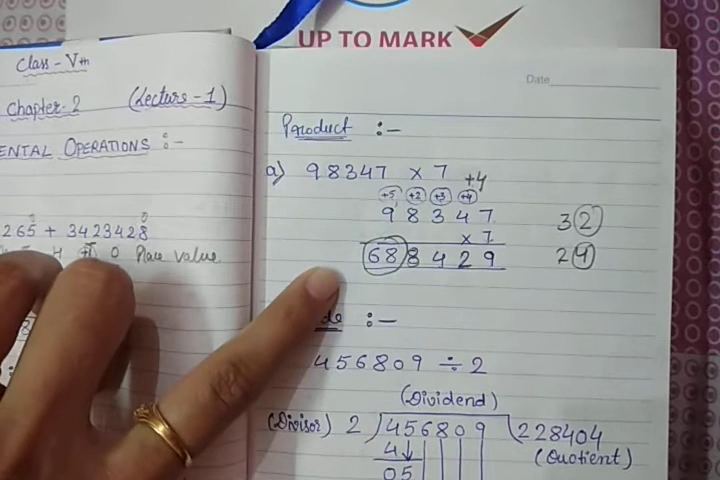 UP TO MARK
Class - Vth
Chapter-2 (Lecture-1)
ENTAL OPERATIONS :-
265 + 3423428
Place value
Date
Product :-
a) 98347 × 7
+4
+5 +2 +3 +4
98347
× 7
688429
32
24
de :-
456809 ÷ 2
(Dividend)
(Divisor) 2 ) 456809 ( 228404
4↓ (Quotient)
05